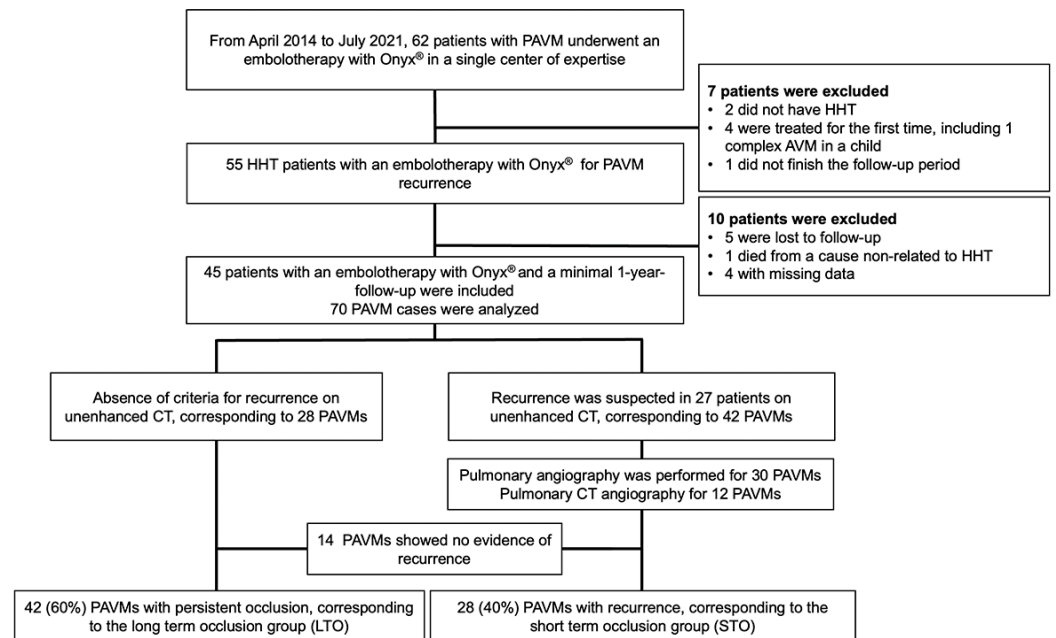 From April 2014 to July 2021, 62 patients with PAVM underwent an
embolotherapy with Onyx® in a single center of expertise
7 patients were excluded
• 2 did not have HHT
• 4 were treated for the first time, including 1
complex AVM in a child
• 1 did not finish the follow-up period
55 HHT patients with an embolotherapy with Onyx® for PAVM
recurrence
10 patients were excluded
• 5 were lost to follow-up
• 1 died from a cause non-related to HHT
• 4 with missing data
45 patients with an embolotherapy with Onyx® and a minimal 1-year-
follow-up were included
70 PAVM cases were analyzed
Absence of criteria for recurrence on
unenhanced CT, corresponding to 28 PAVMs
Recurrence was suspected in 27 patients on
unenhanced CT, corresponding to 42 PAVMs
Pulmonary angiography was performed for 30 PAVMs
Pulmonary CT angiography for 12 PAVMs
14 PAVMs showed no evidence of
recurrence
42 (60%) PAVMs with persistent occlusion, corresponding
to the long term occlusion group (LTO)
28 (40%) PAVMs with recurrence, corresponding to the
short term occlusion group (STO)